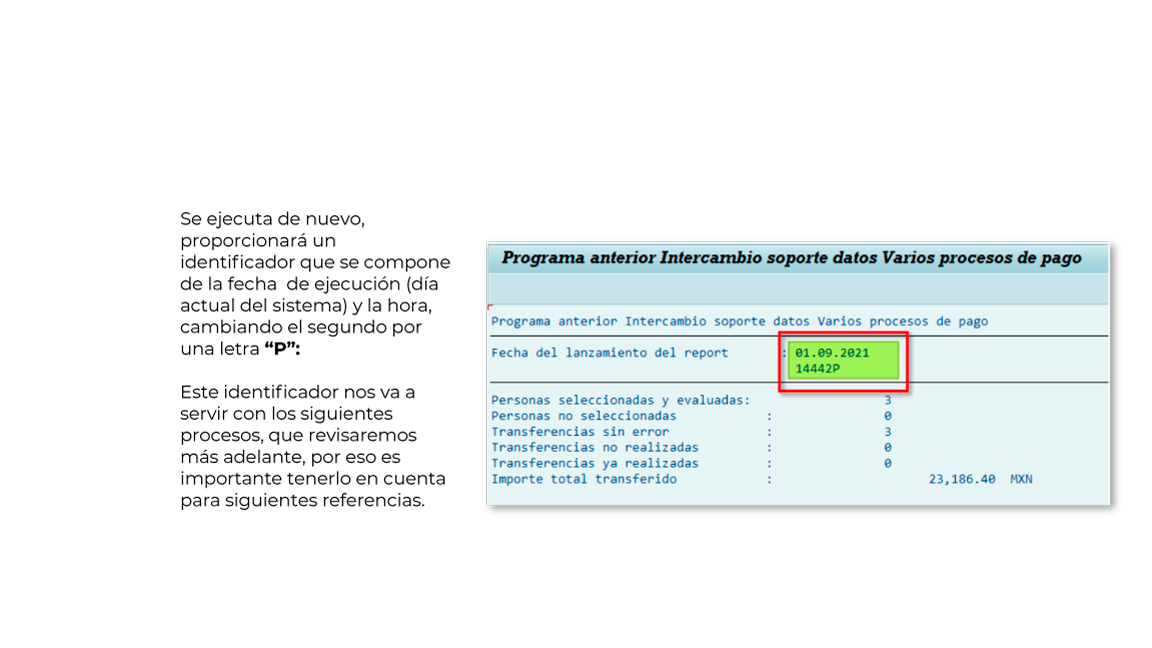 Se ejecuta de nuevo,
proporcionará un
identificador que se compone
de la fecha  de ejecución (día
actual del sistema) y la hora,
cambiando el segundo por
una letra “P”:
Este identificador nos va a
servir con los siguientes
procesos, que revisaremos
más adelante, por eso es
importante tenerlo en cuenta
para siguientes referencias.
Programa anterior Intercambio soporte datos Varios procesos de pago
Programa anterior Intercambio soporte datos Varios procesos de pago
Fecha del lanzamiento del report : 01.09.2021
14442P
Personas seleccionadas y evaluadas: 3
Personas no seleccionadas : 0
Transferencias sin error : 3
Transferencias no realizadas : 0
Transferencias ya realizadas : 0
Importe total transferido : 23,186.40 MXN